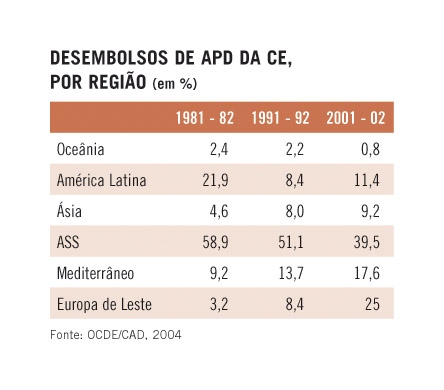 DESEMBOLSOS DE APD DA CE,
POR REGIÃO (em %)
1981 - 82 1991 - 92 2001 - 02
Oceânia 2,4 2,2 0,8
América Latina 21,9 8,4 11,4
Ásia 4,6 8,0 9,2
ASS 58,9 51,1 39,5
Mediterrâneo 9,2 13,7 17,6
Europa de Leste 3,2 8,4 25
Fonte: OCDE/CAD, 2004